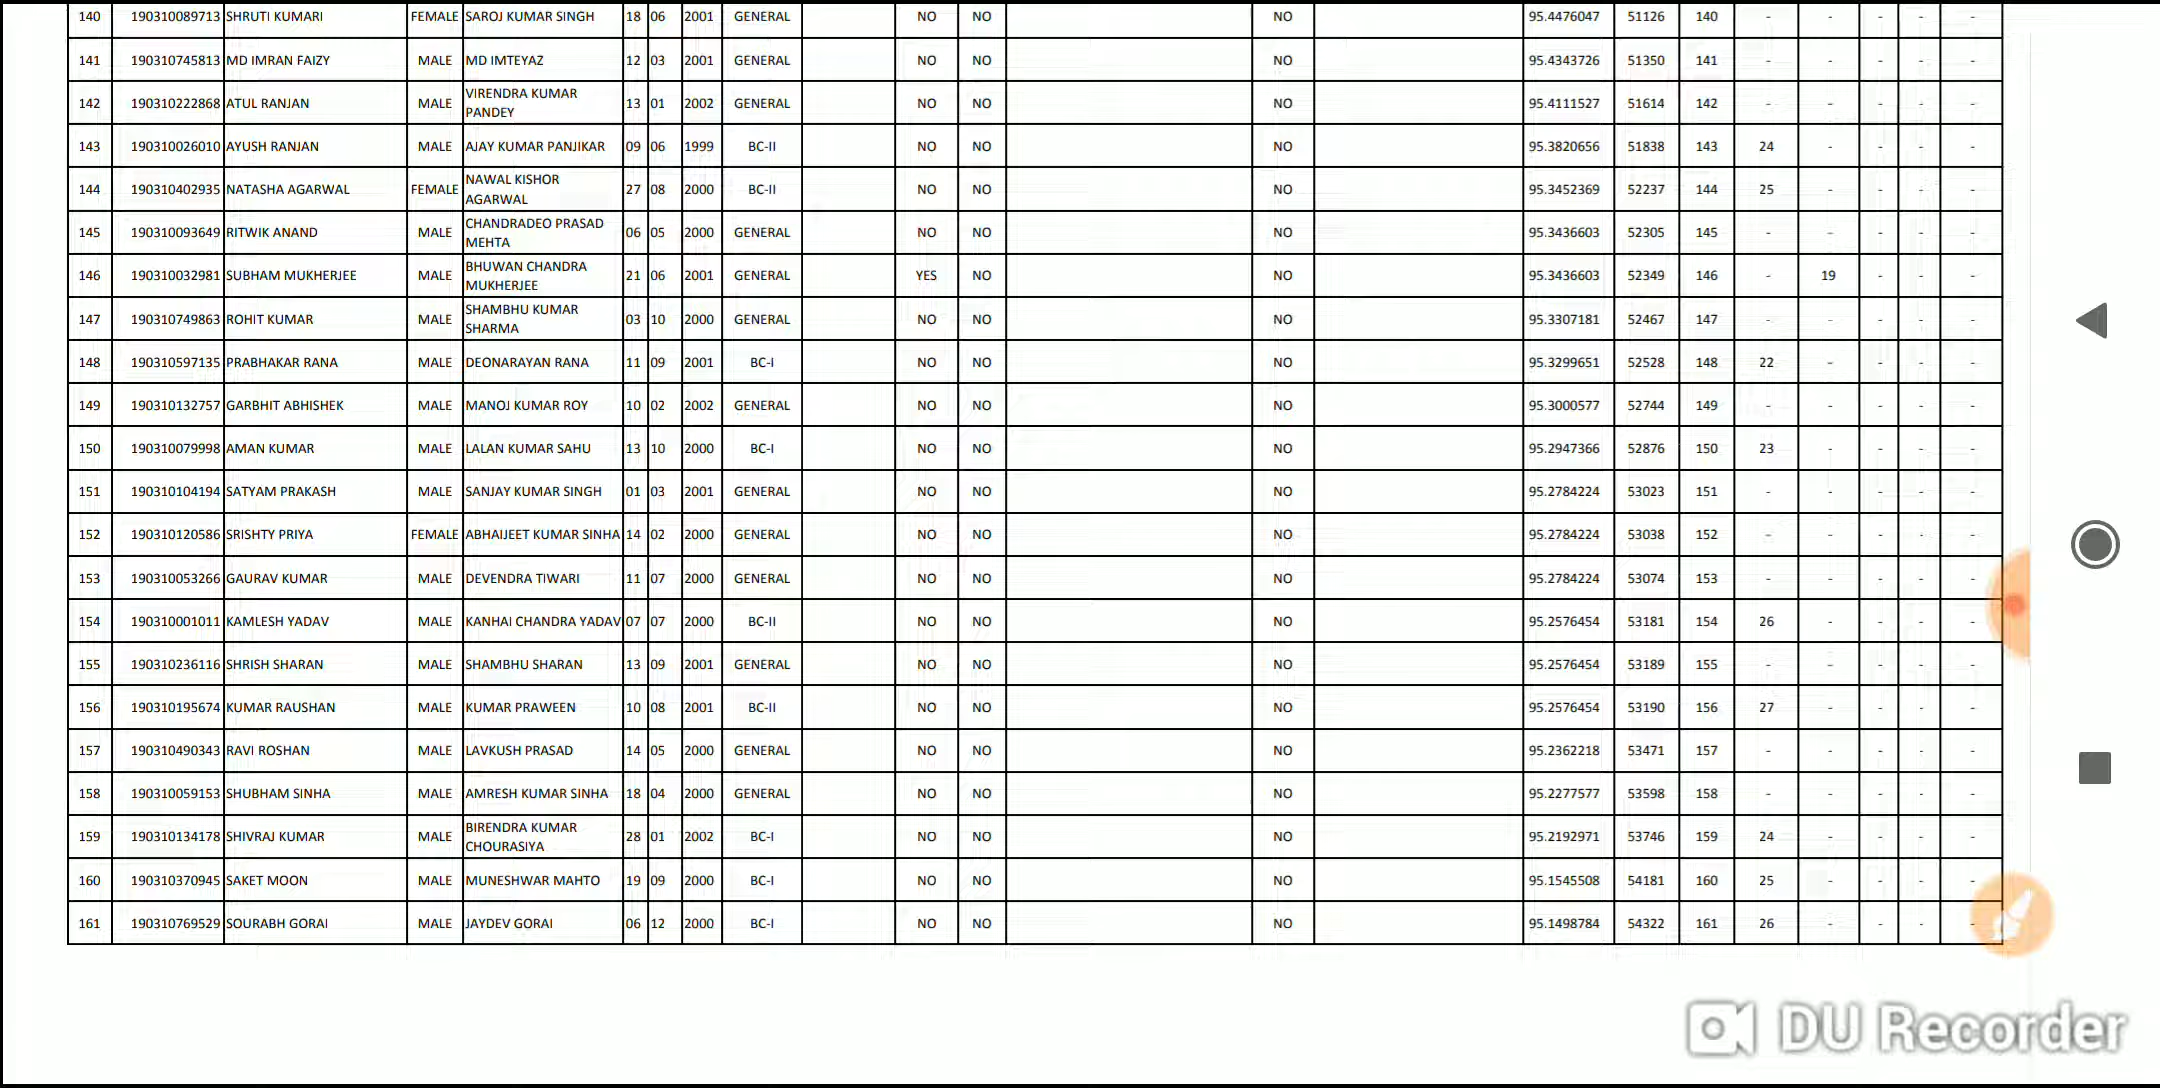 140 190310089713 SHRUTI KUMARI FEMALE SAROJ KUMAR SINGH 18 06 2001 GENERAL NO NO NO 95.4476047 51126 140 - - - - -
141 190310745813 MD IMRAN FAIZY MALE MD IMTEYAZ 12 03 2001 GENERAL NO NO NO 95.4343726 51350 141 - - - - -
142 190310222868 ATUL RANJAN MALE VIRENDRA KUMAR PANDEY 13 01 2002 GENERAL NO NO NO 95.4111527 51614 142 - - - - -
143 190310026010 AYUSH RANJAN MALE AJAY KUMAR PANJIKAR 09 06 1999 BC-II NO NO NO 95.3820656 51838 143 24 - - - -
144 190310402935 NATASHA AGARWAL FEMALE NAWAL KISHOR AGARWAL 27 08 2000 BC-II NO NO NO 95.3452369 52237 144 25 - - - -
145 190310093649 RITWIK ANAND MALE CHANDRADEO PRASAD MEHTA 06 05 2000 GENERAL NO NO NO 95.3436603 52305 145 - - - - -
146 190310032981 SUBHAM MUKHERJEE MALE BHUWAN CHANDRA MUKHERJEE 21 06 2001 GENERAL YES NO NO 95.3436603 52349 146 - 19 - - -
147 190310749863 ROHIT KUMAR MALE SHAMBHU KUMAR SHARMA 03 10 2000 GENERAL NO NO NO 95.3307181 52467 147 - - - - -
148 190310597135 PRABHAKAR RANA MALE DEONARAYAN RANA 11 09 2001 BC-I NO NO NO 95.3299651 52528 148 22 - - - -
149 190310132757 GARBHIT ABHISHEK MALE MANOJ KUMAR ROY 10 02 2002 GENERAL NO NO NO 95.3000577 52744 149 - - - - -
150 190310079998 AMAN KUMAR MALE LALAN KUMAR SAHU 13 10 2000 BC-I NO NO NO 95.2947366 52876 150 23 - - - -
151 190310104194 SATYAM PRAKASH MALE SANJAY KUMAR SINGH 01 03 2001 GENERAL NO NO NO 95.2784224 53023 151 - - - - -
152 190310120586 SRISHTY PRIYA FEMALE ABHAIJEET KUMAR SINHA 14 02 2000 GENERAL NO NO NO 95.2784224 53038 152 - - - - -
153 190310053266 GAURAV KUMAR MALE DEVENDRA TIWARI 11 07 2000 GENERAL NO NO NO 95.2784224 53074 153 - - - - -
154 190310001011 KAMLESH YADAV MALE KANHAI CHANDRA YADAV 07 07 2000 BC-II NO NO NO 95.2576454 53181 154 26 - - - -
155 190310236116 SHRISH SHARAN MALE SHAMBHU SHARAN 13 09 2001 GENERAL NO NO NO 95.2576454 53189 155 - - - - -
156 190310195674 KUMAR RAUSHAN MALE KUMAR PRAWEEN 10 08 2001 BC-II NO NO NO 95.2576454 53190 156 27 - - - -
157 190310490343 RAVI ROSHAN MALE LAVKUSH PRASAD 14 05 2000 GENERAL NO NO NO 95.2362218 53471 157 - - - - -
158 190310059153 SHUBHAM SINHA MALE AMRESH KUMAR SINHA 18 04 2000 GENERAL NO NO NO 95.2277577 53598 158 - - - - -
159 190310134178 SHIVRAJ KUMAR MALE BIRENDRA KUMAR CHOURASIYA 28 01 2002 BC-I NO NO NO 95.2192971 53746 159 24 - - - -
160 190310370945 SAKET MOON MALE MUNESHWAR MAHTO 19 09 2000 BC-I NO NO NO 95.1545508 54181 160 25 - - - -
161 190310769529 SOURABH GORAI MALE JAYDEV GORAI 06 12 2000 BC-I NO NO NO 95.1498784 54322 161 26 - - - -
DU Recorder